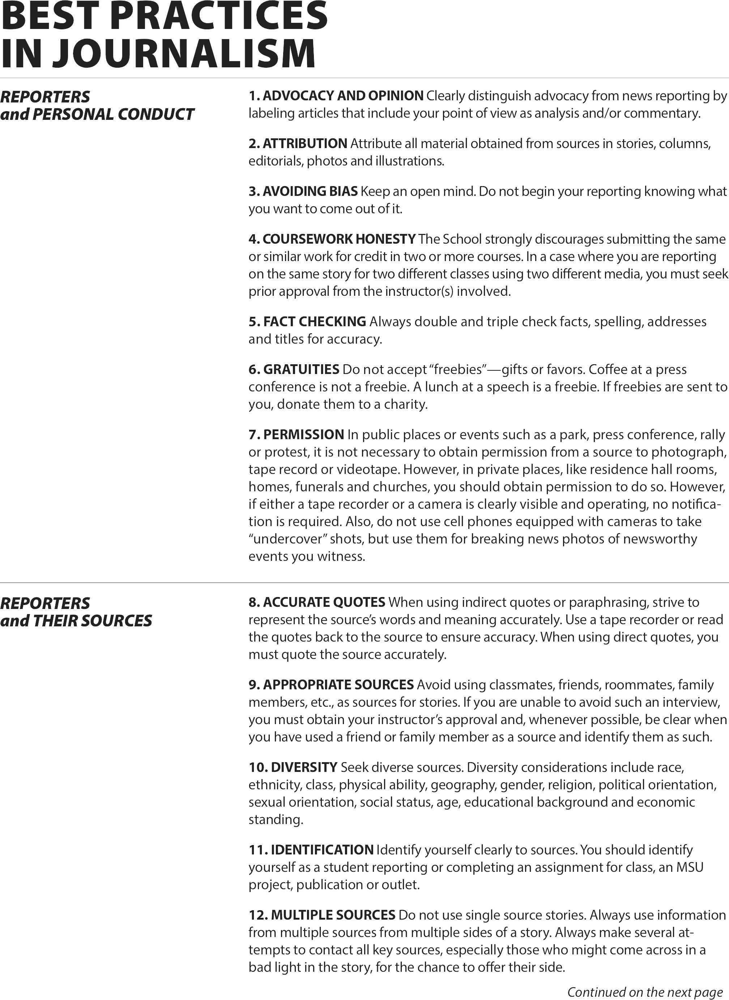 BEST PRACTICES
IN JOURNALISM
REPORTERS
and PERSONAL CONDUCT
1. ADVOCACY AND OPINION Clearly distinguish advocacy from news reporting by
labeling articles that include your point of view as analysis and/or commentary.
2. ATTRIBUTION Attribute all material obtained from sources in stories, columns,
editorials, photos and illustrations.
3. AVOIDING BIAS Keep an open mind. Do not begin your reporting knowing what
you want to come out of it.
4. COURSEWORK HONESTY The School strongly discourages submitting the same
or similar work for credit in two or more courses. In a case where you are reporting
on the same story for two different classes using two different media, you must seek
prior approval from the instructor(s) involved.
5. FACT CHECKING Always double and triple check facts, spelling, addresses
and titles for accuracy.
6. GRATUITIES Do not accept “freebies”—gifts or favors. Coffee at a press
conference is not a freebie. A lunch at a speech is a freebie. If freebies are sent to
you, donate them to a charity.
7. PERMISSION In public places or events such as a park, press conference, rally
or protest, it is not necessary to obtain permission from a source to photograph,
tape record or videotape. However, in private places, like residence hall rooms,
homes, funerals and churches, you should obtain permission to do so. However,
if either a tape recorder or a camera is clearly visible and operating, no notifica-
tion is required. Also, do not use cell phones equipped with cameras to take
“undercover” shots, but use them for breaking news photos of newsworthy
events you witness.
REPORTERS
and THEIR SOURCES
8. ACCURATE QUOTES When using indirect quotes or paraphrasing, strive to
represent the source’s words and meaning accurately. Use a tape recorder or read
the quotes back to the source to ensure accuracy. When using direct quotes, you
must quote the source accurately.
9. APPROPRIATE SOURCES Avoid using classmates, friends, roommates, family
members, etc., as sources for stories. If you are unable to avoid such an interview,
you must obtain your instructor’s approval and, whenever possible, be clear when
you have used a friend or family member as a source and identify them as such.
10. DIVERSITY Seek diverse sources. Diversity considerations include race,
ethnicity, class, physical ability, geography, gender, religion, political orientation,
sexual orientation, social status, age, educational background and economic
standing.
11. IDENTIFICATION Identify yourself clearly to sources. You should identify
yourself as a student reporting or completing an assignment for class, an MSU
project, publication or outlet.
12. MULTIPLE SOURCES Do not use single source stories. Always use information
from multiple sources from multiple sides of a story. Always make several at-
tempts to contact all key sources, especially those who might come across in a
bad light in the story, for the chance to offer their side.
Continued on the next page